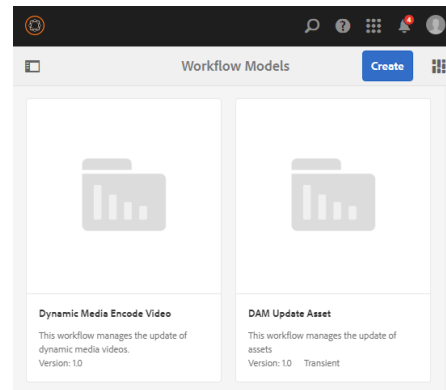 4
Workflow Models
Create
Dynamic Media Encode Video
This workflow manages the update of
dynamic media videos.
Version: 1.0
DAM Update Asset
This workflow manages the update of
assets
Version: 1.0 Transient